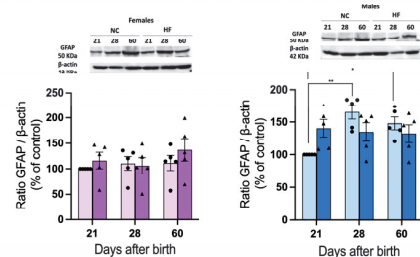 Females
NC HF
21 28 60 21 28 60
GFAP
50 KDa
β-actin
Ratio GFAP / β-actin
(% of control)
250
200
150
100
50
0
21 28 60
Days after birth
Males
NC HF
21 28 60 21 28 60
GFAP
50 KDa
β-actin
42 KDa
Ratio GFAP / β-actin
(% of control)
**
200
150
100
50
0
21 28 60
Days after birth